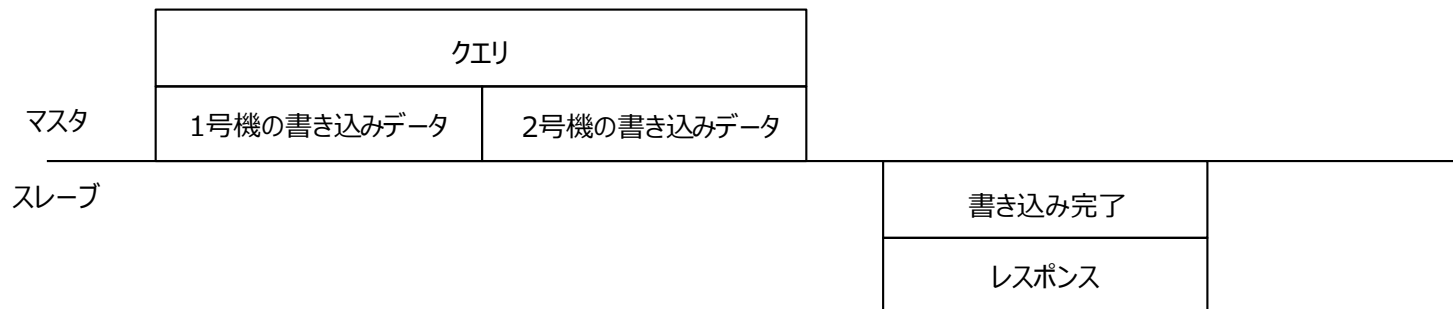 クエリ
マスタ
1号機の書き込みデータ
2号機の書き込みデータ
スレーブ
書き込み完了
レスポンス